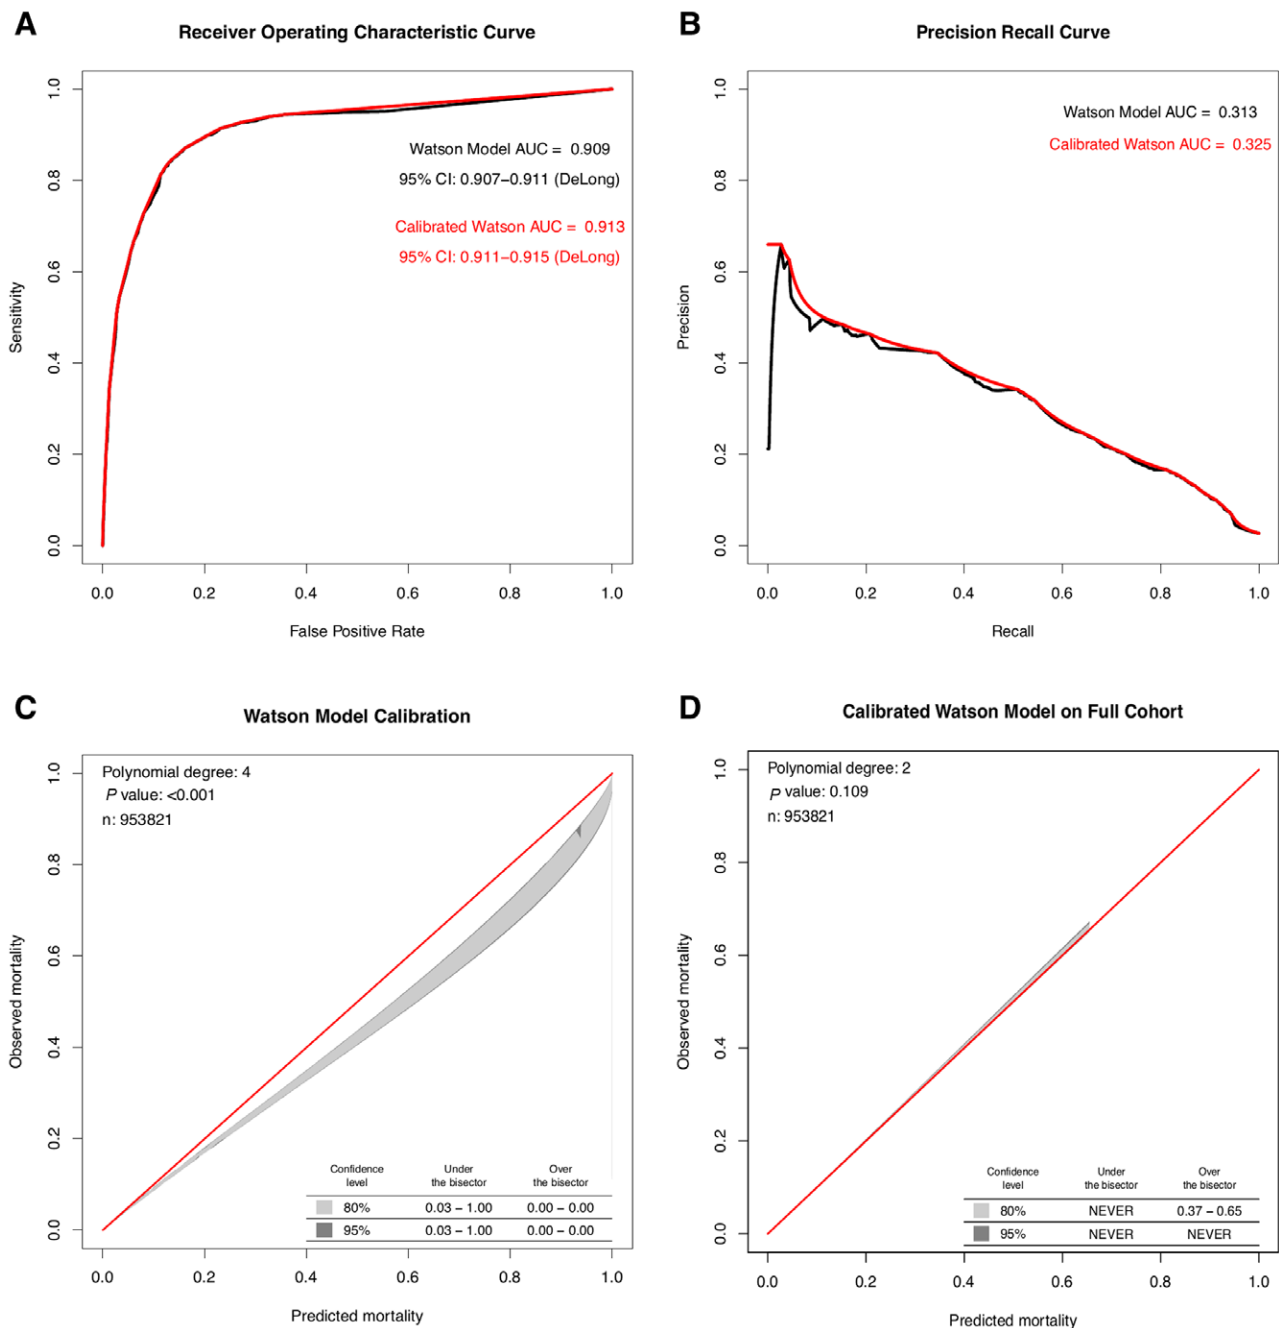 A
Receiver Operating Characteristic Curve
Sensitivity
1.0
0.8
0.6
0.4
0.2
0.0
Watson Model AUC = 0.909
95% CI: 0.907–0.911 (DeLong)
Calibrated Watson AUC = 0.913
95% CI: 0.911–0.915 (DeLong)
0.0 0.2 0.4 0.6 0.8 1.0
False Positive Rate
B
Precision Recall Curve
Precision
1.0
0.8
0.6
0.4
0.2
0.0
Watson Model AUC = 0.313
Calibrated Watson AUC = 0.325
0.0 0.2 0.4 0.6 0.8 1.0
Recall
C
Watson Model Calibration
Observed mortality
1.0
0.8
0.6
0.4
0.2
0.0
Polynomial degree: 4
P value: <0.001
n: 953821
Confidence level Under the bisector Over the bisector
80% 0.03 – 1.00 0.00 – 0.00
95% 0.03 – 1.00 0.00 – 0.00
0.0 0.2 0.4 0.6 0.8 1.0
Predicted mortality
D
Calibrated Watson Model on Full Cohort
Observed mortality
1.0
0.8
0.6
0.4
0.2
0.0
Polynomial degree: 2
P value: 0.109
n: 953821
Confidence level Under the bisector Over the bisector
80% NEVER 0.37 – 0.65
95% NEVER NEVER
0.0 0.2 0.4 0.6 0.8 1.0
Predicted mortality